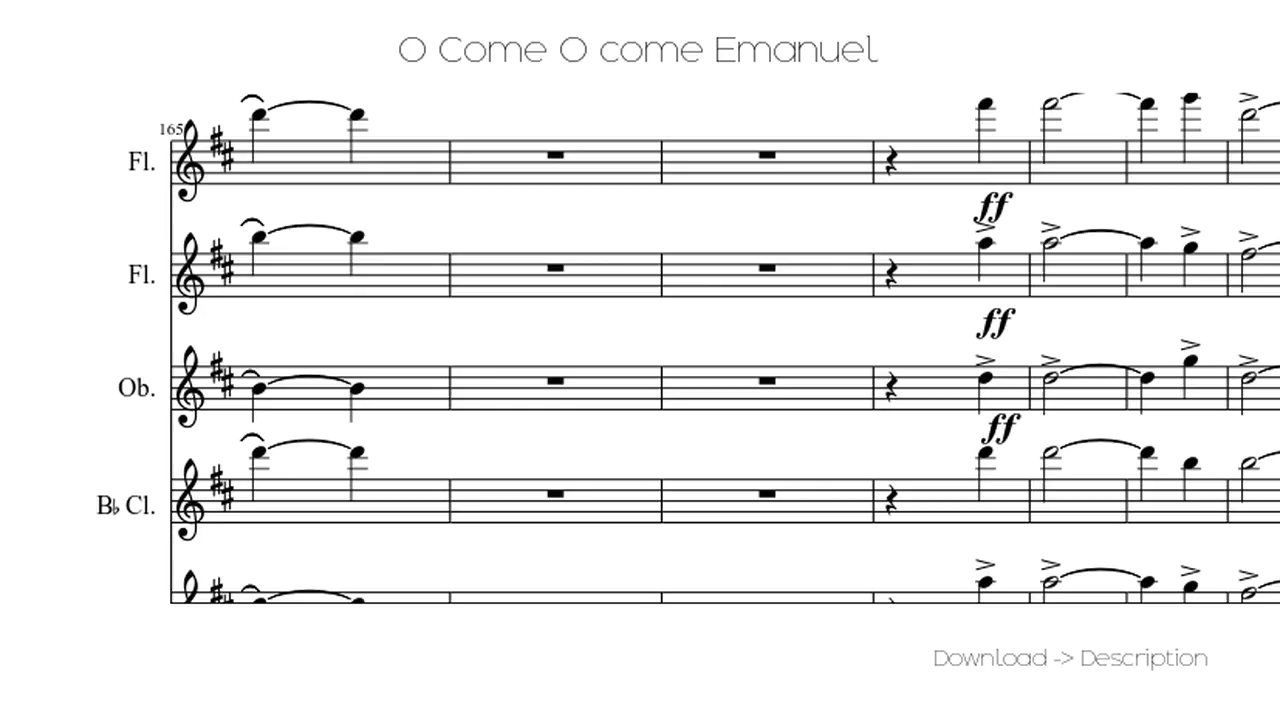 O Come O come Emanuel
165
Fl.
ff
Fl.
ff
Ob.
ff
B♭ Cl.
Download -> Description